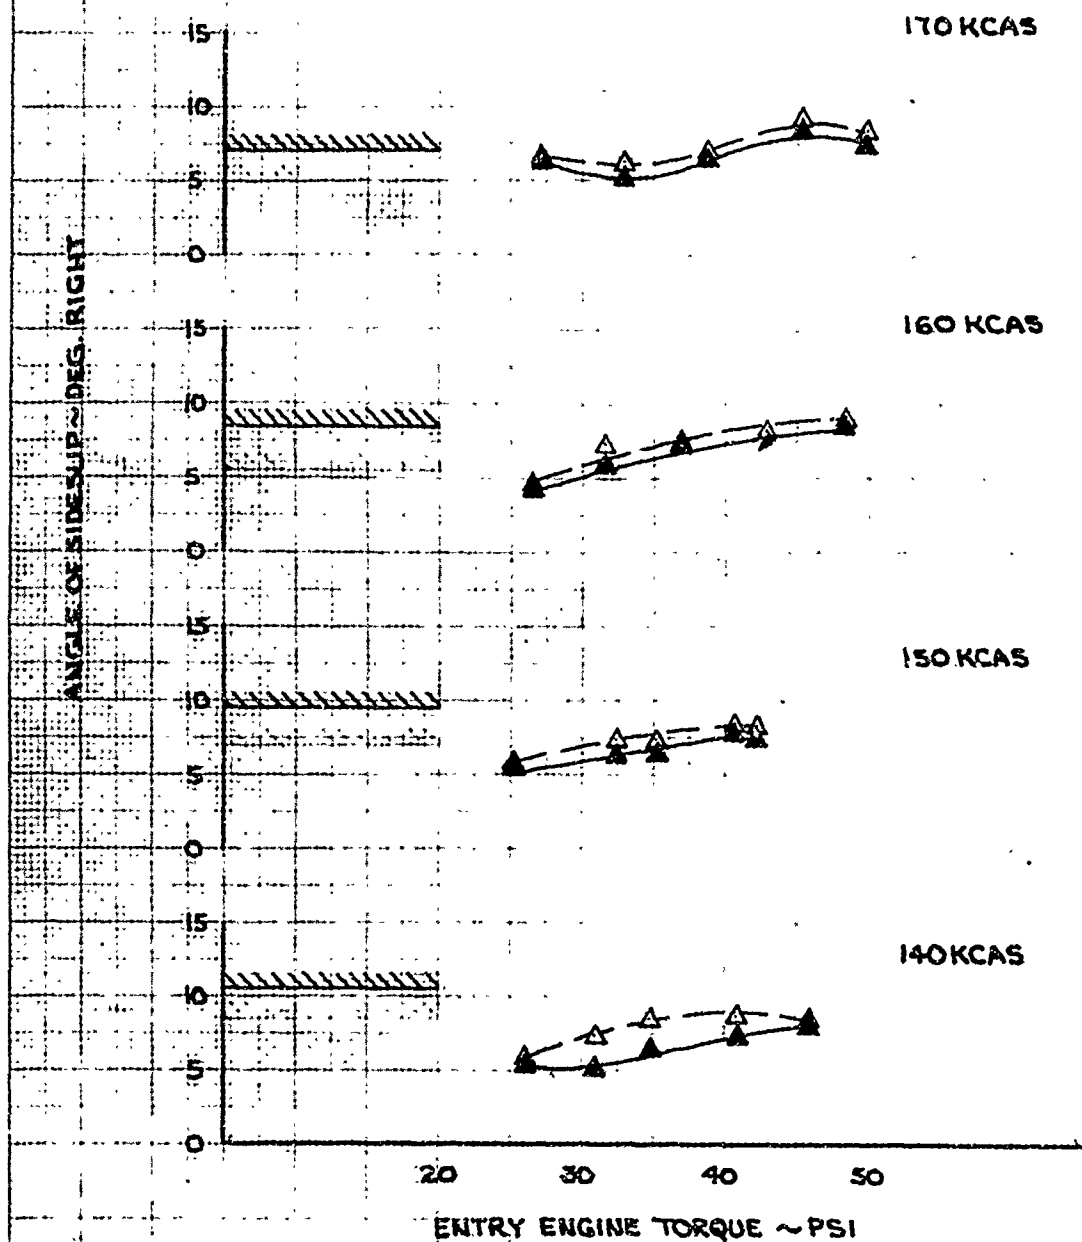 170 KCAS
15
10
5
0
160 KCAS
15
10
5
0
150 KCAS
15
10
5
0
140 KCAS
15
10
5
0
ANGLE OF SIDESLIP ~ DEG. RIGHT
20 30 40 50
ENTRY ENGINE TORQUE ~ PSI